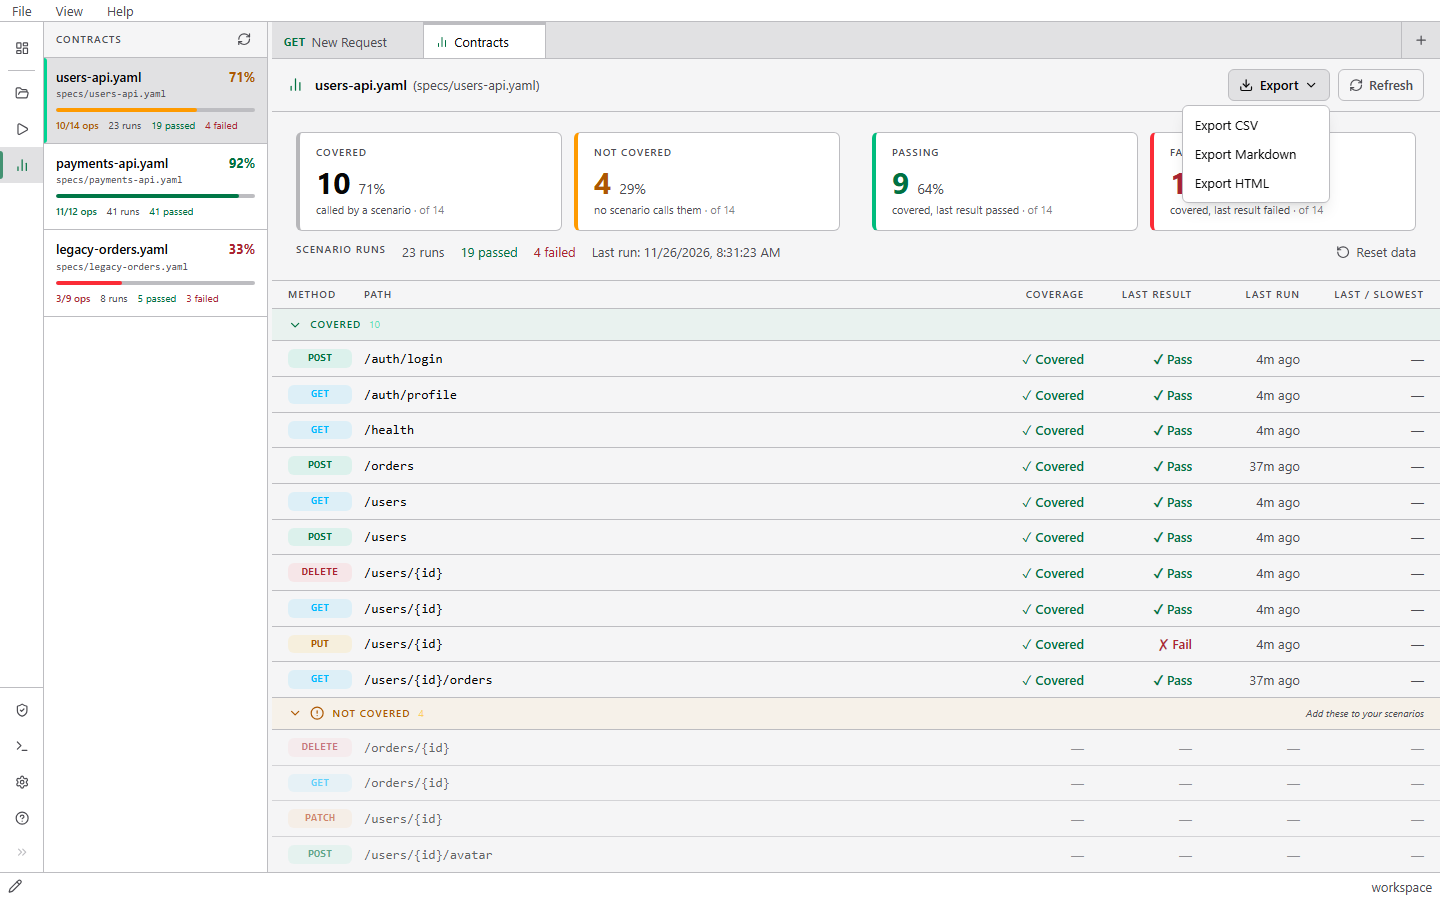 File View Help
CONTRACTS
users-api.yaml 71%
specs/users-api.yaml
10/14 ops 23 runs 19 passed 4 failed
payments-api.yaml 92%
specs/payments-api.yaml
11/12 ops 41 runs 41 passed
legacy-orders.yaml 33%
specs/legacy-orders.yaml
3/9 ops 8 runs 5 passed 3 failed
GET New Request
Contracts
users-api.yaml (specs/users-api.yaml)
Export
Refresh
Export CSV
Export Markdown
Export HTML
COVERED
10 71%
called by a scenario · of 14
NOT COVERED
4 29%
no scenario calls them · of 14
PASSING
9 64%
covered, last result passed · of 14
covered, last result failed · of 14
SCENARIO RUNS 23 runs 19 passed 4 failed Last run: 11/26/2026, 8:31:23 AM
Reset data
METHOD PATH COVERAGE LAST RESULT LAST RUN LAST / SLOWEST
COVERED 10
POST /auth/login ✓ Covered ✓ Pass 4m ago —
GET /auth/profile ✓ Covered ✓ Pass 4m ago —
GET /health ✓ Covered ✓ Pass 4m ago —
POST /orders ✓ Covered ✓ Pass 37m ago —
GET /users ✓ Covered ✓ Pass 4m ago —
POST /users ✓ Covered ✓ Pass 4m ago —
DELETE /users/{id} ✓ Covered ✓ Pass 4m ago —
GET /users/{id} ✓ Covered ✓ Pass 4m ago —
PUT /users/{id} ✓ Covered ✗ Fail 4m ago —
GET /users/{id}/orders ✓ Covered ✓ Pass 37m ago —
NOT COVERED 4 Add these to your scenarios
DELETE /orders/{id} — — — —
GET /orders/{id} — — — —
PATCH /users/{id} — — — —
POST /users/{id}/avatar — — — —
workspace